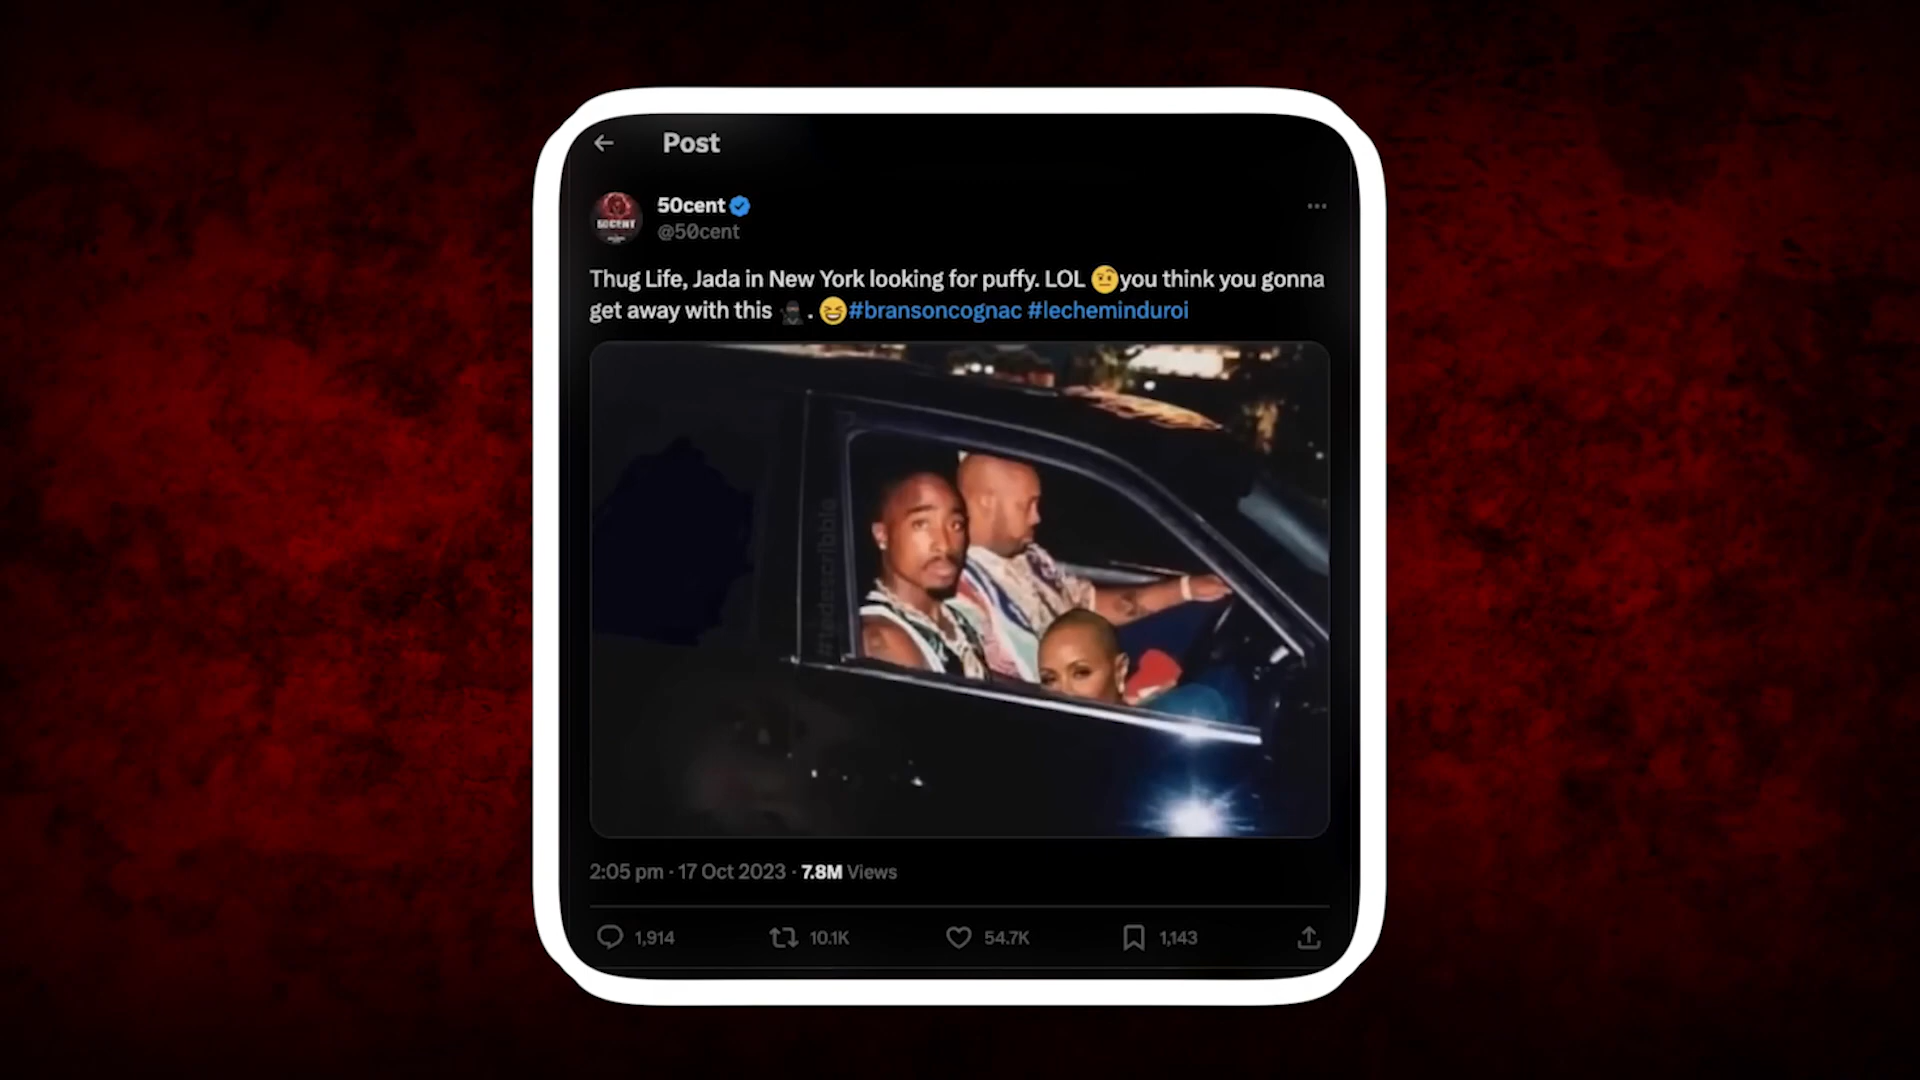 Post
50cent
@50cent
50CENT
Thug Life, Jada in New York looking for puffy. LOL 🤨you think you gonna
get away with this 🥷. 😆#bransoncognac #lecheminduroi
#tedescribble
2:05 pm · 17 Oct 2023 · 7.8M Views
1,914 10.1K 54.7K 1,143